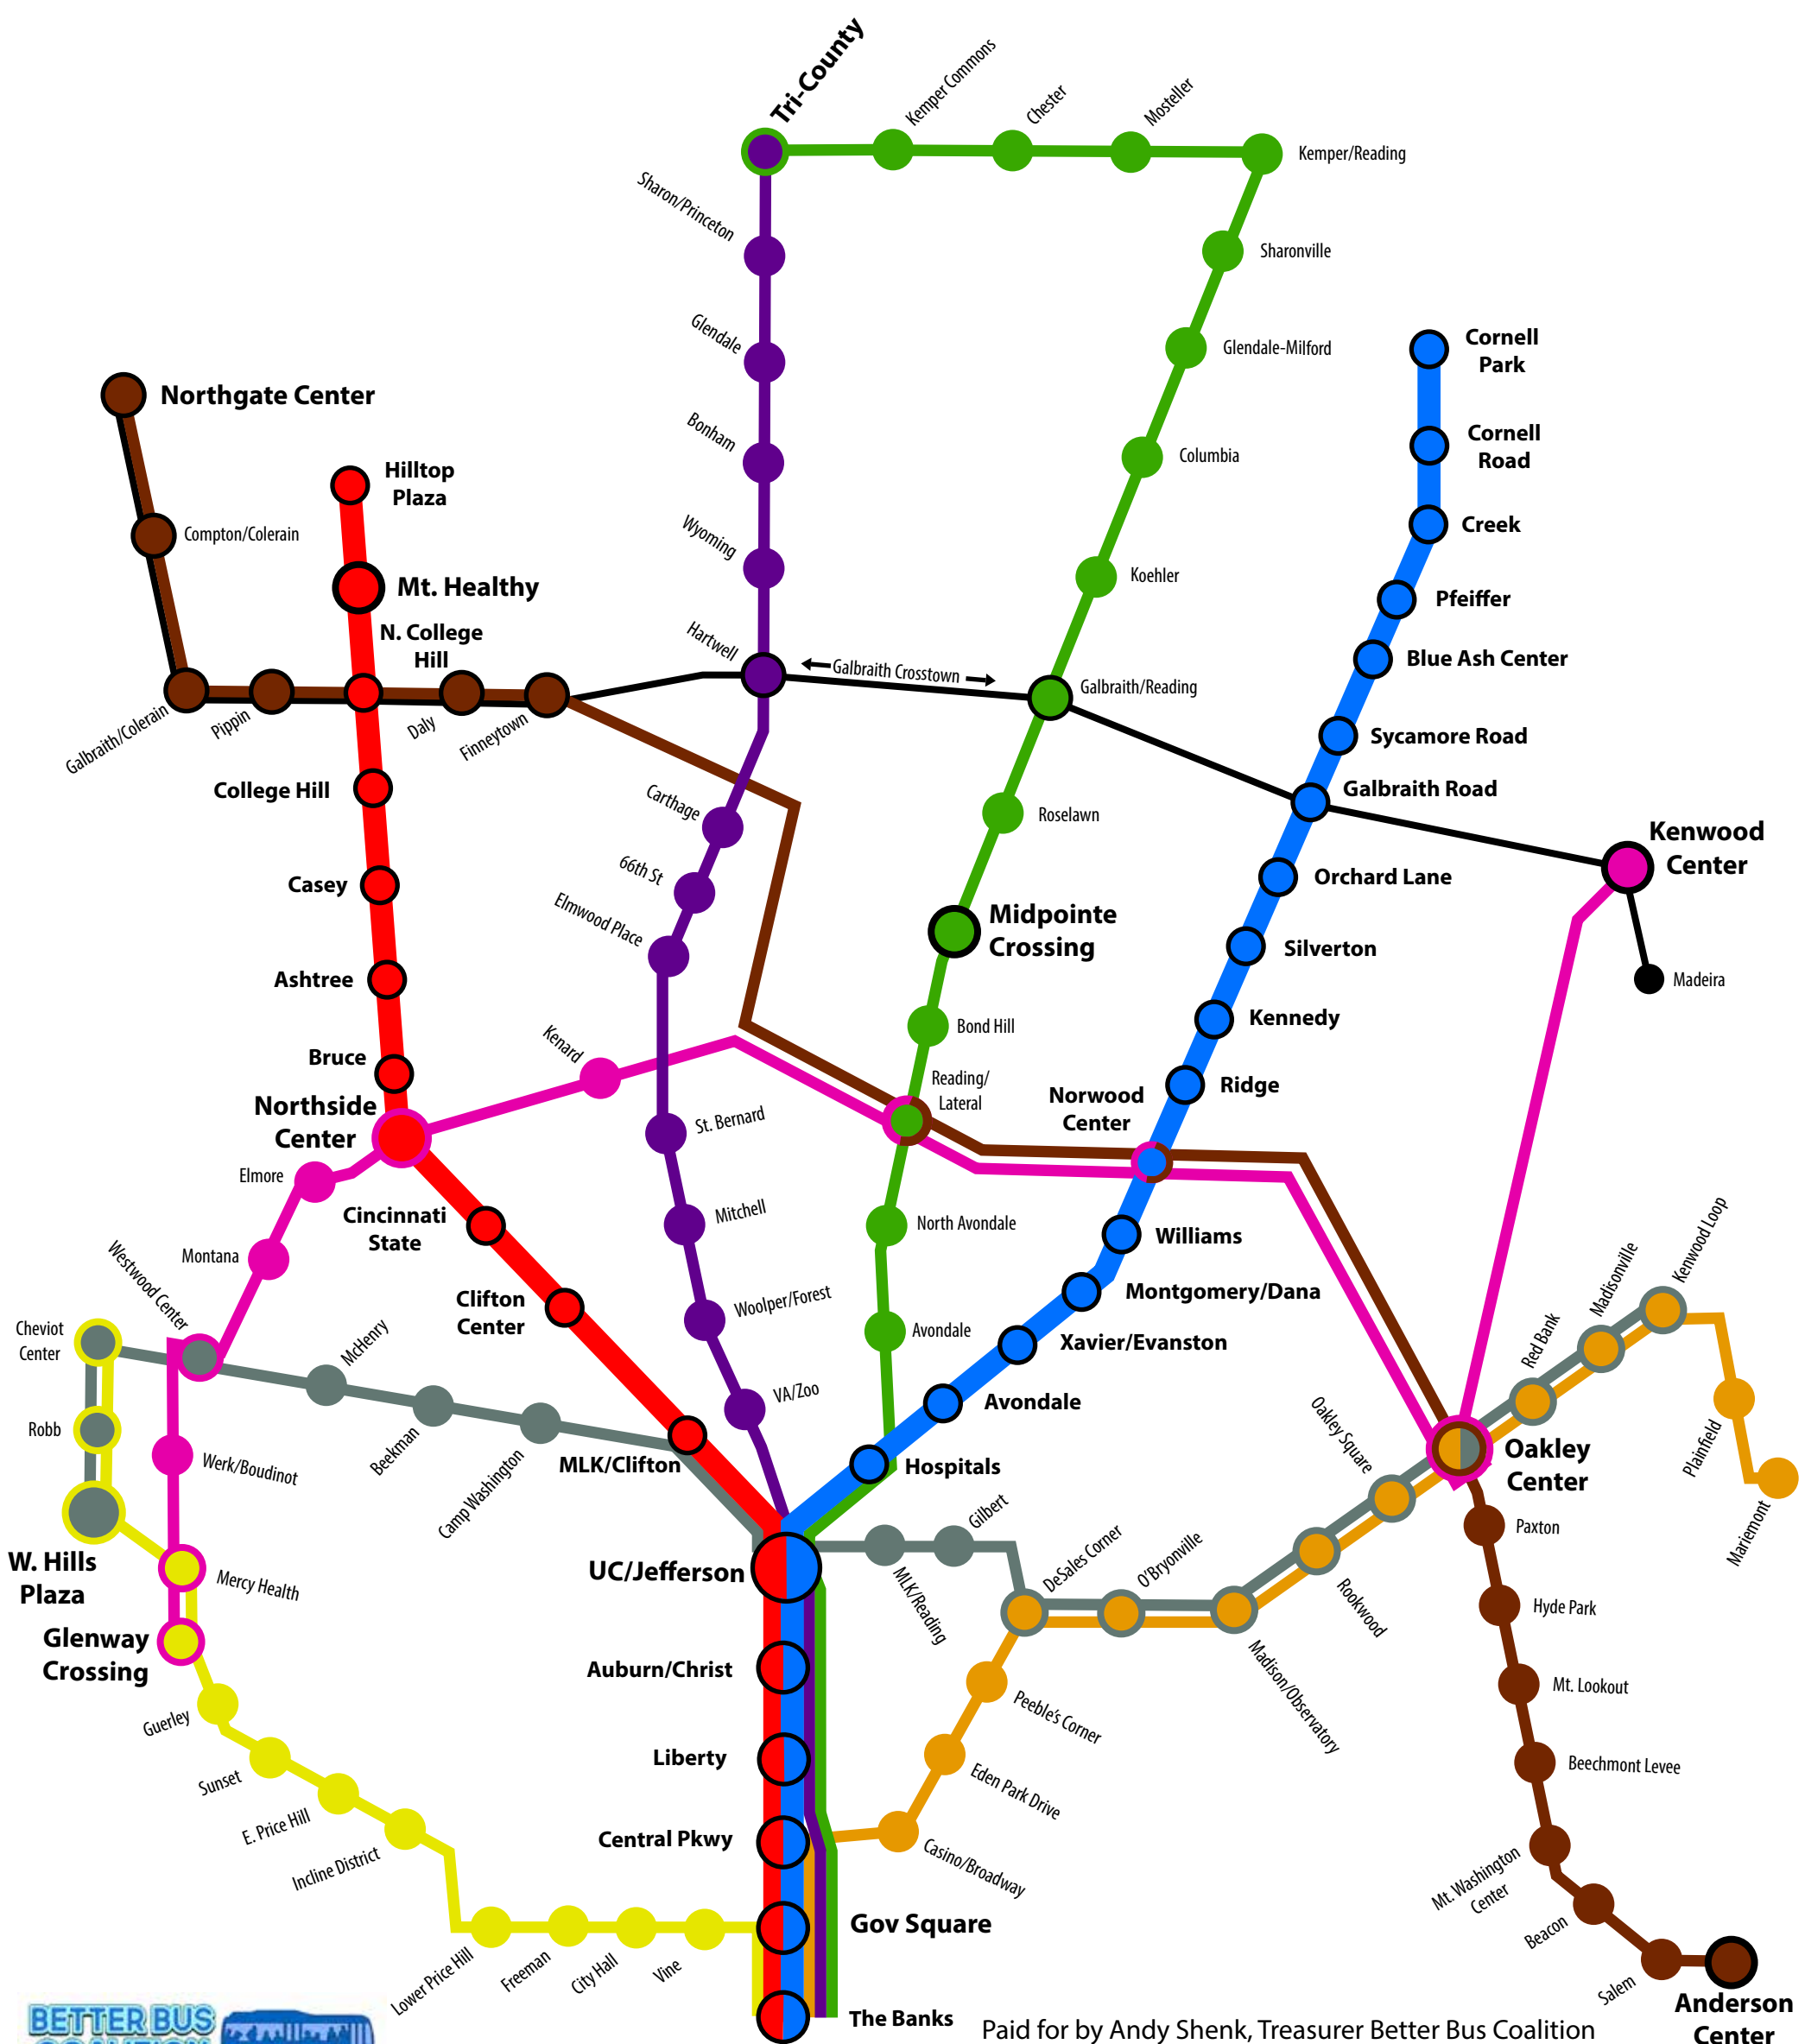 Tri-County
Kemper Commons
Chester
Mosteller
Kemper/Reading
Sharon/Princeton
Sharonville
Glendale
Glendale-Milford
Cornell
Park
Northgate Center
Bonham
Columbia
Cornell
Road
Hilltop
Plaza
Compton/Colerain
Wyoming
Creek
Koehler
Mt. Healthy
Pfeiffer
N. College
Hill
Hartwell
Galbraith Crosstown
Galbraith/Reading
Blue Ash Center
Galbraith/Colerain
Pippin
Daly
Finneytown
Sycamore Road
College Hill
Carthage
Roselawn
Galbraith Road
Kenwood
Center
66th St
Casey
Orchard Lane
Elmwood Place
Midpointe
Crossing
Silverton
Ashtree
Madeira
Kenard
Bond Hill
Kennedy
Bruce
Reading/
Lateral
Ridge
Northside
Center
St. Bernard
Norwood
Center
Elmore
Cincinnati
State
Mitchell
North Avondale
Williams
Montana
Westwood Center
Kenwood Loop
Madisonville
Clifton
Center
Woolper/Forest
Montgomery/Dana
Cheviot
Center
McHenry
Avondale
Xavier/Evanston
Red Bank
VA/Zoo
Avondale
Oakley Square
Plainfield
Robb
Werk/Boudinot
Beekman
Camp Washington
MLK/Clifton
Hospitals
Oakley
Center
Mariemont
Gilbert
Paxton
W. Hills
Plaza
Mercy Health
UC/Jefferson
MLK/Reading
DeSales Corner
O'Bryonville
Rookwood
Hyde Park
Glenway
Crossing
Auburn/Christ
Madison/Observatory
Mt. Lookout
Guerley
Peeble's Corner
Liberty
Beechmont Levee
Sunset
Eden Park Drive
E. Price Hill
Central Pkwy
Incline District
Casino/Broadway
Mt. Washington
Center
Gov Square
Beacon
Lower Price Hill
Freeman
City Hall
Vine
Salem
Anderson
Center
The Banks
BETTER BUS
COALITION
Paid for by Andy Shenk, Treasurer Better Bus Coalition